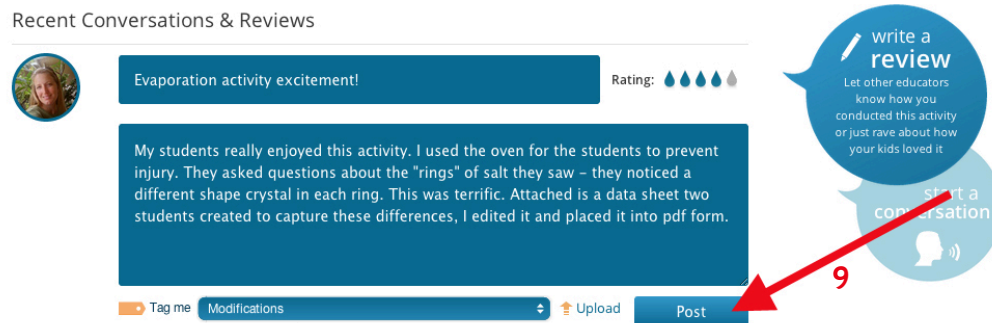 Recent Conversations & Reviews
Evaporation activity excitement!
Rating:
My students really enjoyed this activity. I used the oven for the students to prevent
injury. They asked questions about the "rings" of salt they saw – they noticed a
different shape crystal in each ring. This was terrific. Attached is a data sheet two
students created to capture these differences, I edited it and placed it into pdf form.
Tag me
Modifications
Upload
Post
write a
review
Let other educators
know how you
conducted this activity
or just rave about how
your kids loved it
start a
conversation
9